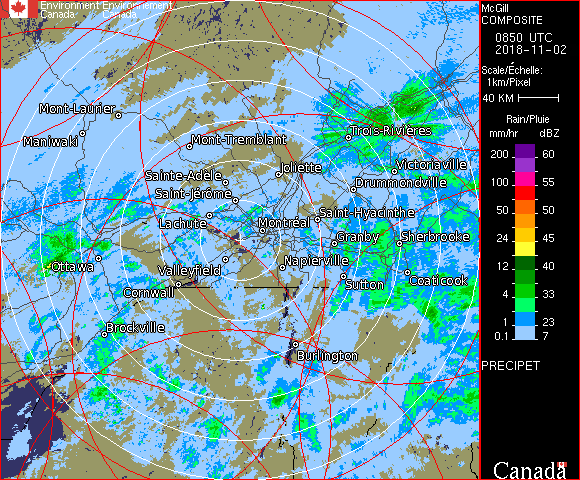 Environment Environnement
Canada Canada
McGill
COMPOSITE
0850 UTC
2018-11-02
Scale/Échelle:
1km/Pixel
40 KM
Rain/Pluie
mm/hr dBZ
200 60
100 55
50 50
24 45
12 40
4 33
1 23
0.1 7
PRECIPET
Canada
Mont-Laurier
Maniwaki
Mont-Tremblant
Trois-Rivières
Joliette
Victoriaville
Sainte-Adele
Drummondville
Saint-Jérôme
Saint-Hyacinthe
Lachute
Montréal
Granby
Sherbrooke
Ottawa
Valleyfield
Napierville
Coaticook
Sutton
Cornwall
Brockville
Burlington